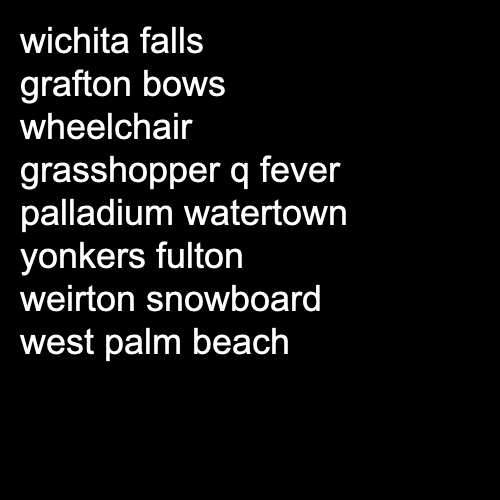 wichita falls
grafton bows
wheelchair
grasshopper q fever
palladium watertown
yonkers fulton
weirton snowboard
west palm beach